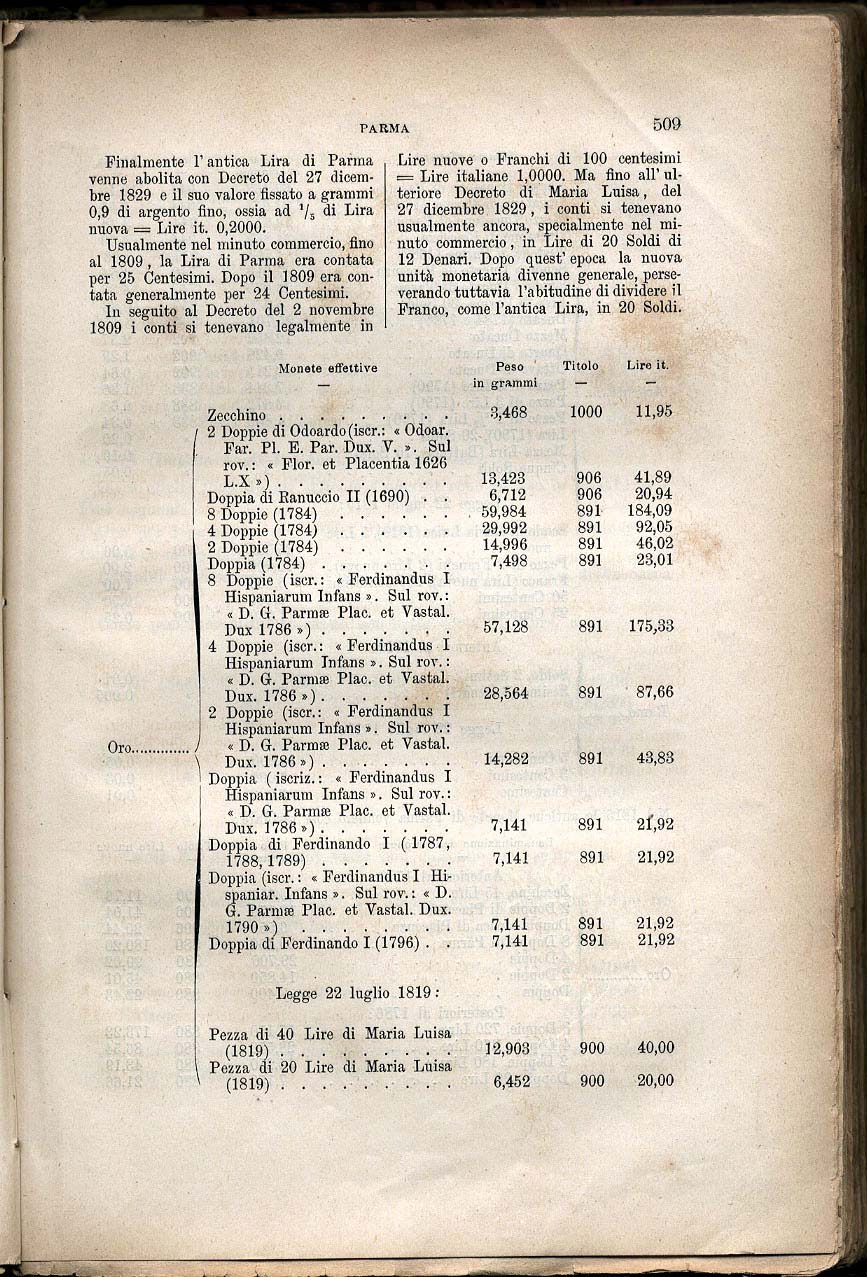 PARMA 509
Finalmente l'antica Lira di Parma
venne abolita con Decreto del 27 dicem-
bre 1829 e il suo valore fissato a grammi
0,9 di argento fino, ossia ad 1/5 di Lira
nuova = Lire it. 0,2000.
Usualmente nel minuto commercio, fino
al 1809, la Lira di Parma era contata
per 25 Centesimi. Dopo il 1809 era con-
tata generalmente per 24 Centesimi.
In seguito al Decreto del 2 novembre
1809 i conti si tenevano legalmente in
Lire nuove o Franchi di 100 centesimi
= Lire italiane 1,0000. Ma fino all'ul-
teriore Decreto di Maria Luisa, del
27 dicembre 1829, i conti si tenevano
usualmente ancora, specialmente nel mi-
nuto commercio, in Lire di 20 Soldi di
12 Denari. Dopo quest'epoca la nuova
unità monetaria divenne generale, perse-
verando tuttavia l'abitudine di dividere il
Franco, come l'antica Lira, in 20 Soldi.
Monete effettive Peso Titolo Lire it.
— in grammi — —
Zecchino . . . . . . . . . . 3,468 1000 11,95
2 Doppie di Odoardo (iscr.: « Odoar.
Far. Pl. E. Par. Dux. V. ». Sul
rov.: « Flor. et Placentia 1626
L.X ») . . . . . . . . . 13,423 906 41,89
Doppia di Ranuccio II (1690) . . 6,712 906 20,94
8 Doppie (1784) . . . . . . . 59,984 891 184,09
4 Doppie (1784) . . . . . . . 29,992 891 92,05
2 Doppie (1784) . . . . . . . 14,996 891 46,02
Doppia (1784) . . . . . . . 7,498 891 23,01
8 Doppie (iscr.: « Ferdinandus I
Hispaniarum Infans ». Sul rov.:
« D. G. Parmæ Plac. et Vastal.
Dux 1786 ») . . . . . . . 57,128 891 175,33
4 Doppie (iscr.: « Ferdinandus I
Hispaniarum Infans ». Sul rov.:
« D. G. Parmæ Plac. et Vastal.
Dux. 1786 ») . . . . . . . 28,564 891 87,66
2 Doppie (iscr.: « Ferdinandus I
Hispaniarum Infans ». Sul rov.:
Oro.............. « D. G. Parmæ Plac. et Vastal.
Dux. 1786 ») . . . . . . . 14,282 891 43,83
Doppia (iscriz.: « Ferdinandus I
Hispaniarum Infans ». Sul rov.:
« D. G. Parmæ Plac. et Vastal.
Dux. 1786 ») . . . . . . . 7,141 891 21,92
Doppia di Ferdinando I (1787,
1788, 1789) . . . . . . . 7,141 891 21,92
Doppia (iscr.: « Ferdinandus I Hi-
spaniar. Infans ». Sul rov.: « D.
G. Parmæ Plac. et Vastal. Dux.
1790 ») . . . . . . . . . 7,141 891 21,92
Doppia di Ferdinando I (1796) . . 7,141 891 21,92
Legge 22 luglio 1819:
Pezza di 40 Lire di Maria Luisa
(1819) . . . . . . . . . 12,903 900 40,00
Pezza di 20 Lire di Maria Luisa
(1819) . . . . . . . . . 6,452 900 20,00